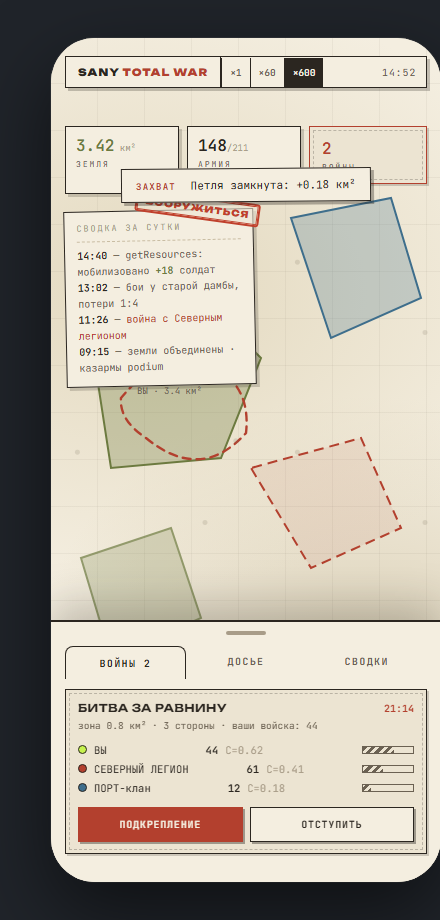 SANY TOTAL WAR ×1 ×60 ×600 14:52
3.42 км² 148/211 2
ЗЕМЛЯ АРМИЯ ВОЙНЫ
ЗАХВАТ Петля замкнута: +0.18 км²
СВОДКА ЗА СУТКИ
14:40 — getResources:
мобилизовано +18 солдат
13:02 — бои у старой дамбы,
потери 1:4
11:26 — война с Северным
легионом
09:15 — земли объединены ·
казармы podium
ВЫ · 3.4 км²
ВОЙНЫ 2 ДОСЬЕ СВОДКИ
БИТВА ЗА РАВНИНУ 21:14
зона 0.8 км² · 3 стороны · ваши войска: 44
ВЫ 44 C=0.62
СЕВЕРНЫЙ ЛЕГИОН 61 C=0.41
ПОРТ-клан 12 C=0.18
ПОДКРЕПЛЕНИЕ ОТСТУПИТЬ